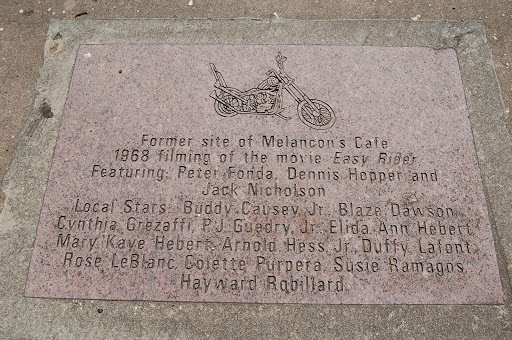 Former site of Melancon's Cafe
1968 filming of the movie Easy Rider
Featuring: Peter Fonda, Dennis Hopper and
Jack Nicholson
Local Stars: Buddy Causey, Jr., Blaze Dawson,
Cynthia Grezaffi, P.J. Guedry, Jr., Elida Ann Hebert,
Mary Kaye Hebert, Arnold Hess, Jr., Duffy Lafont,
Rose LeBlanc, Colette Purpera, Susie Ramagos,
Hayward Robillard